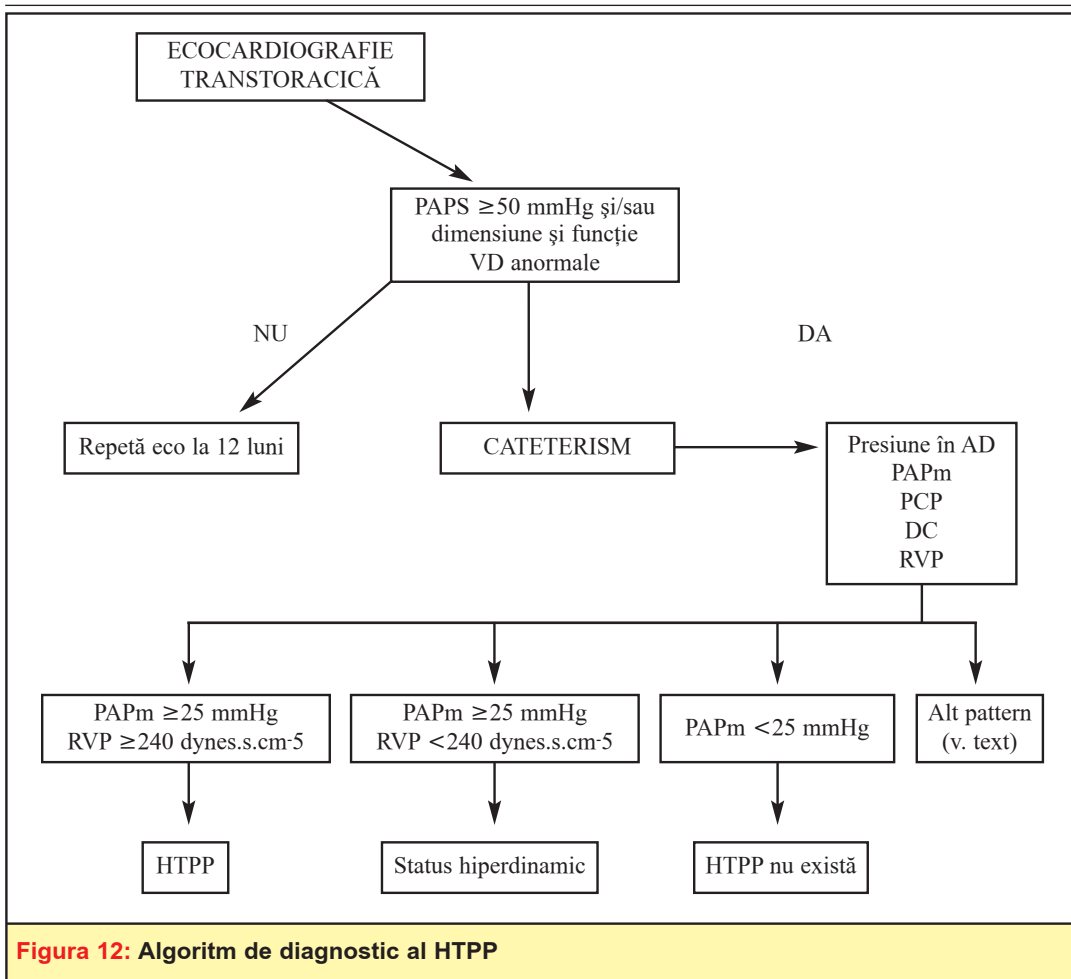 ECOCARDIOGRAFIE
TRANSTORACICĂ
PAPS ≥50 mmHg şi/sau
dimensiune şi funcție
VD anormale
NU
DA
Repetă eco la 12 luni
CATETERISM
Presiune în AD
PAPm
PCP
DC
RVP
PAPm ≥25 mmHg
RVP ≥240 dynes.s.cm-5
PAPm ≥25 mmHg
RVP <240 dynes.s.cm-5
PAPm <25 mmHg
Alt pattern
(v. text)
HTPP
Status hiperdinamic
HTPP nu există
Figura 12: Algoritm de diagnostic al HTPP